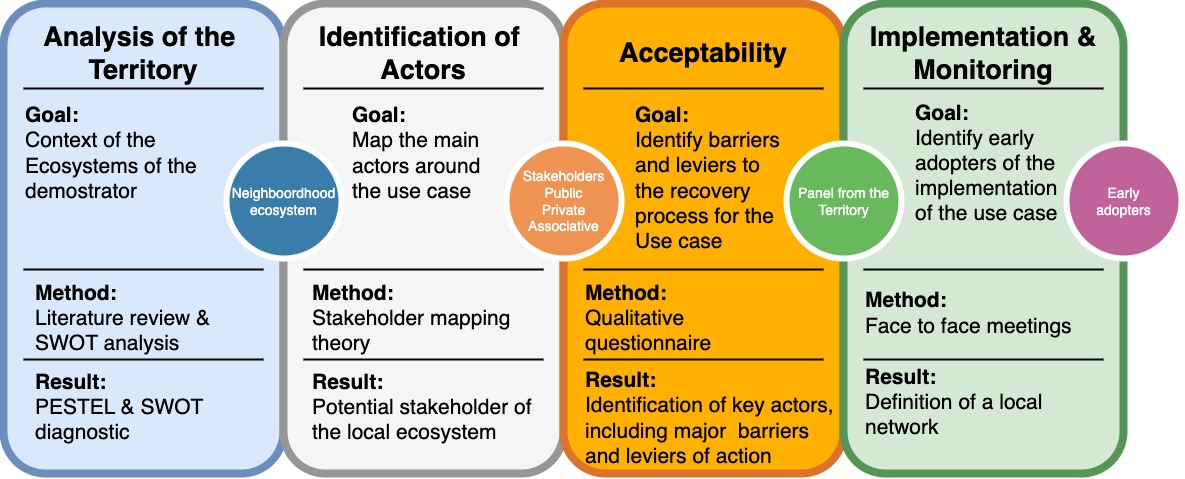 Analysis of the
Territory
Goal:
Context of the
Ecosystems of the
demostrator
Neighboordhood
ecosystem
Method:
Literature review &
SWOT analysis
Result:
PESTEL & SWOT
diagnostic
Identification of
Actors
Goal:
Map the main
actors around
the use case
Stakeholders
Public
Private
Associative
Method:
Stakeholder mapping
theory
Result:
Potential stakeholder of
the local ecosystem
Acceptability
Goal:
Identify barriers
and leviers to
the recovery
process for the
Use case
Panel from the
Territory
Method:
Qualitative
questionnaire
Result:
Identification of key actors,
including major  barriers
and leviers of action
Implementation &
Monitoring
Goal:
Identify early
adopters of the
implementation
of the use case
Early
adopters
Method:
Face to face meetings
Result:
Definition of a local
network